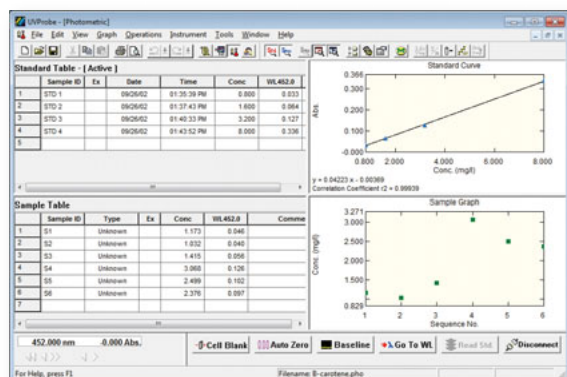 UVProbe - [Photometric]
File Edit View Graph Operations Instrument Tools Window Help
Standard Table - ( Active )
Sample ID Ex Date Time Conc WL452.0
1 STD 1 09/26/02 01:35:39 PM 0.800 0.033
2 STD 2 09/26/02 01:37:43 PM 1.600 0.064
3 STD 3 09/26/02 01:40:33 PM 3.200 0.127
4 STD 4 09/26/02 01:43:52 PM 8.000 0.336
5
Standard Curve
Abs.
0.366
0.300
0.200
0.100
-0.000
0.800 2.000 4.000 6.000 8.000
Conc. (mg/l)
y = 0.04223 x - 0.00369
Correlation Coefficient r2 = 0.99939
Sample Table
Sample ID Type Ex Conc WL452.0 Comme
1 S1 Unknown 1.173 0.046
2 S2 Unknown 1.032 0.040
3 S3 Unknown 1.415 0.056
4 S4 Unknown 3.068 0.126
5 S5 Unknown 2.499 0.102
6 S6 Unknown 2.376 0.097
7
Sample Graph
Conc. (mg/l)
3.271
3.000
2.500
2.000
1.500
0.829
1 2 3 4 5 6
Sequence No.
452.000 nm -0.000 Abs.
Cell Blank Auto Zero Baseline Go To WL Read Std. Disconnect
For Help, press F1 Filename: B-carotene.pho